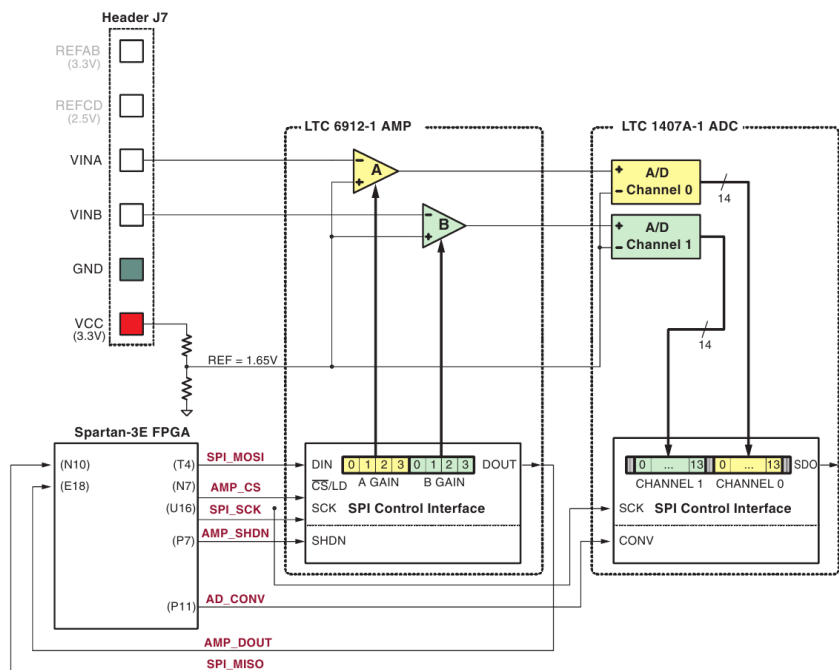 Header J7
REFAB
(3.3V)
REFCD
(2.5V)
VINA
VINB
GND
VCC
(3.3V)
REF = 1.65V
LTC 6912-1 AMP
A
B
LTC 1407A-1 ADC
A/D
Channel 0
A/D
Channel 1
14
14
Spartan-3E FPGA
(N10)
(E18)
(T4)
(N7)
(U16)
(P7)
(P11)
SPI_MOSI
AMP_CS
SPI_SCK
AMP_SHDN
AD_CONV
AMP_DOUT
SPI_MISO
DIN 0 1 2 3 0 1 2 3 DOUT
CS/LD A GAIN B GAIN
SCK SPI Control Interface
SHDN
0 ... 13 0 ... 13 SDO
CHANNEL 1 CHANNEL 0
SCK SPI Control Interface
CONV